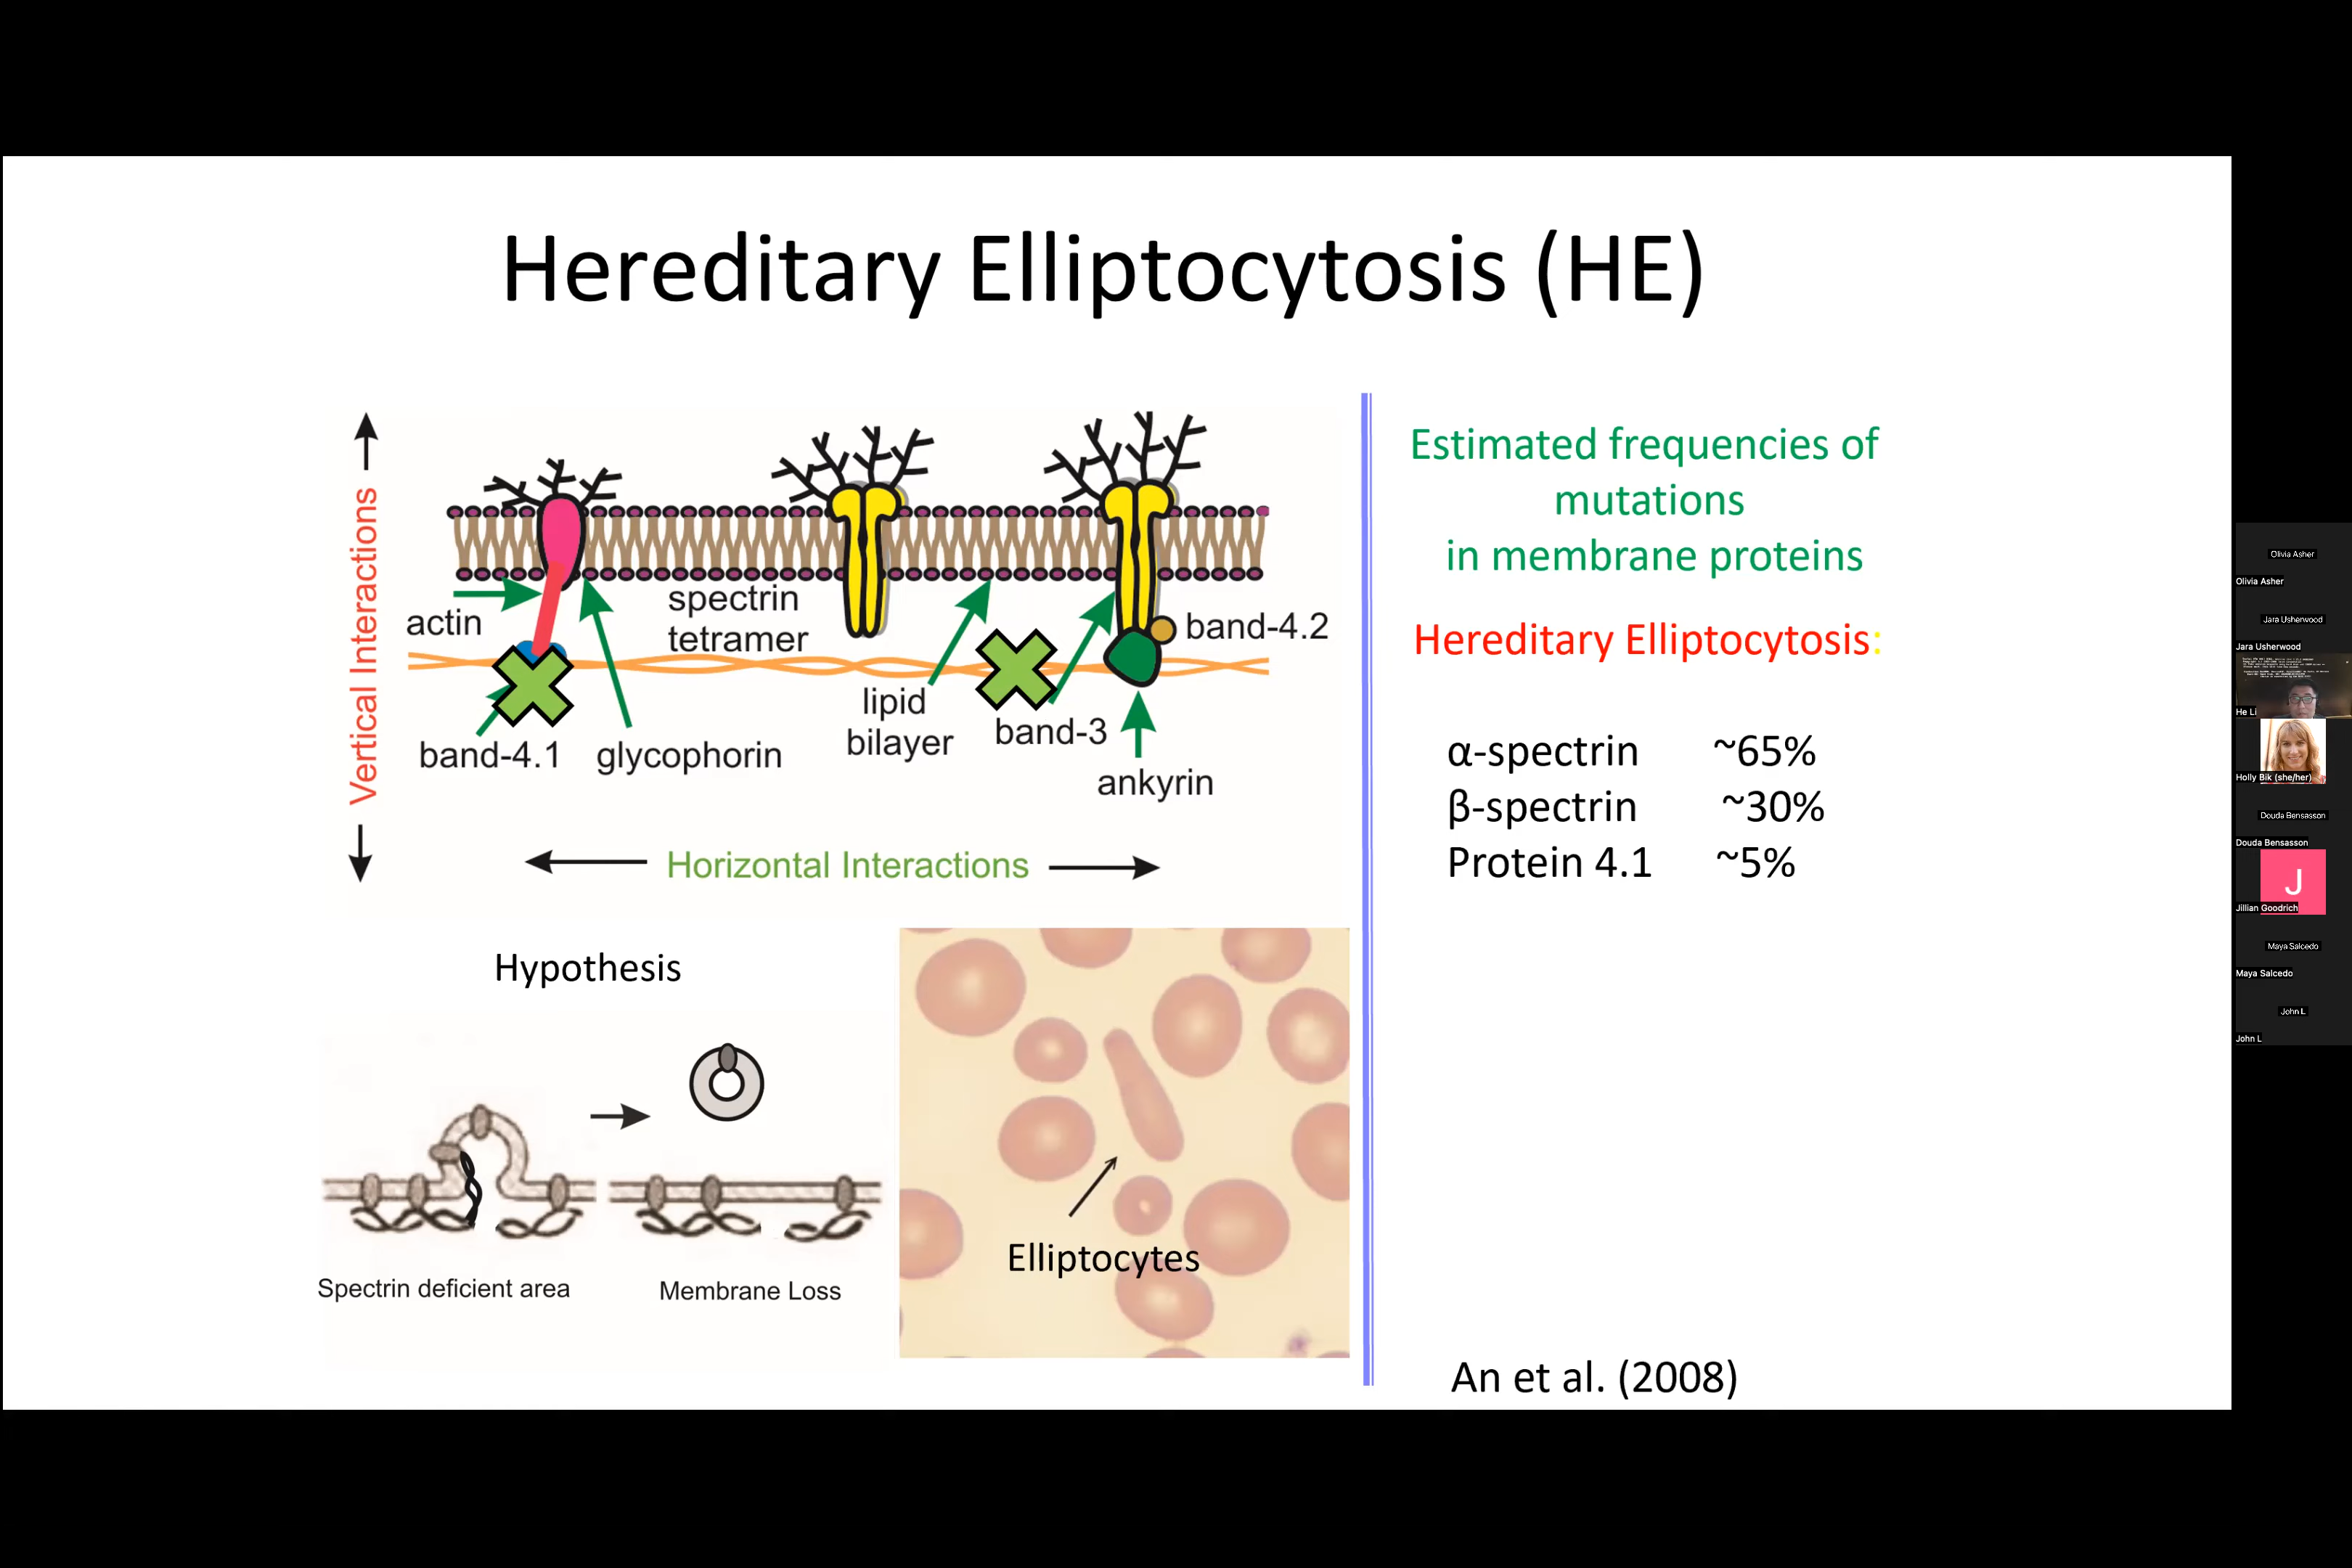 Hereditary Elliptocytosis (HE)
Vertical Interactions
actin
spectrin
tetramer
band-4.2
band-4.1
glycophorin
lipid
bilayer
band-3
ankyrin
Horizontal Interactions
Hypothesis
Spectrin deficient area
Membrane Loss
Elliptocytes
Estimated frequencies of
mutations
in membrane proteins
Hereditary Elliptocytosis:
α-spectrin ~65%
β-spectrin ~30%
Protein 4.1 ~5%
An et al. (2008)
Olivia Asher
Olivia Asher
Jara Usherwood
Jara Usherwood
He Li
Holly Bik (she/her)
Douda Bensasson
Douda Bensasson
J
Jillian Goodrich
Maya Salcedo
Maya Salcedo
John L
John L